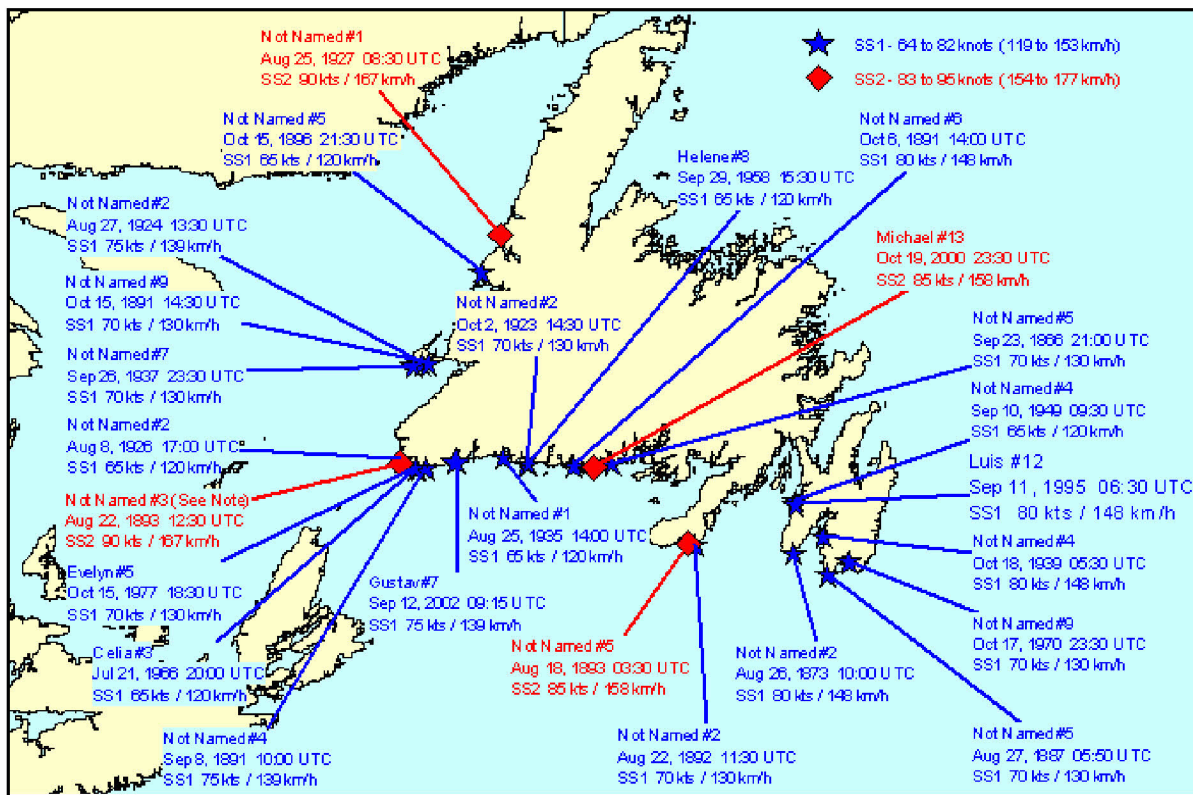 Not Named #1
Aug 25, 1927 08:30 UTC
SS2 90 kts / 167 km/h
SS1 - 64 to 82 knots (119 to 153 km/h)
SS2 - 83 to 95 knots (154 to 177 km/h)
Not Named #5
Oct 15, 1896 21:30 UTC
SS1 65 kts / 120 km/h
Not Named #6
Oct 6, 1891 14:00 UTC
SS1 80 kts / 148 km/h
Helene #8
Sep 29, 1958 15:30 UTC
SS1 65 kts / 120 km/h
Not Named #2
Aug 27, 1924 13:30 UTC
SS1 75 kts / 139 km/h
Michael #13
Oct 19, 2000 23:30 UTC
SS2 85 kts / 158 km/h
Not Named #9
Oct 15, 1891 14:30 UTC
SS1 70 kts / 130 km/h
Not Named #2
Oct 2, 1923 14:30 UTC
SS1 70 kts / 130 km/h
Not Named #5
Sep 23, 1866 21:00 UTC
SS1 70 kts / 130 km/h
Not Named #7
Sep 26, 1937 23:30 UTC
SS1 70 kts / 130 km/h
Not Named #4
Sep 10, 1949 09:30 UTC
SS1 65 kts / 120 km/h
Not Named #2
Aug 8, 1926 17:00 UTC
SS1 65 kts / 120 km/h
Luis #12
Sep 11, 1995 06:30 UTC
SS1 80 kts / 148 km/h
Not Named #3 (See Note)
Aug 22, 1893 12:30 UTC
SS2 90 kts / 167 km/h
Not Named #1
Aug 25, 1935 14:00 UTC
SS1 65 kts / 120 km/h
Not Named #4
Oct 18, 1939 05:30 UTC
SS1 80 kts / 148 km/h
Evelyn #5
Oct 15, 1977 18:30 UTC
SS1 70 kts / 130 km/h
Gustav #7
Sep 12, 2002 09:15 UTC
SS1 75 kts / 139 km/h
Not Named #9
Oct 17, 1970 23:30 UTC
SS1 70 kts / 130 km/h
Celia #3
Jul 21, 1966 20:00 UTC
SS1 65 kts / 120 km/h
Not Named #5
Aug 18, 1893 03:30 UTC
SS2 85 kts / 158 km/h
Not Named #2
Aug 26, 1873 10:00 UTC
SS1 80 kts / 148 km/h
Not Named #4
Sep 8, 1891 10:00 UTC
SS1 75 kts / 139 km/h
Not Named #2
Aug 22, 1892 11:30 UTC
SS1 70 kts / 130 km/h
Not Named #5
Aug 27, 1887 05:50 UTC
SS1 70 kts / 130 km/h